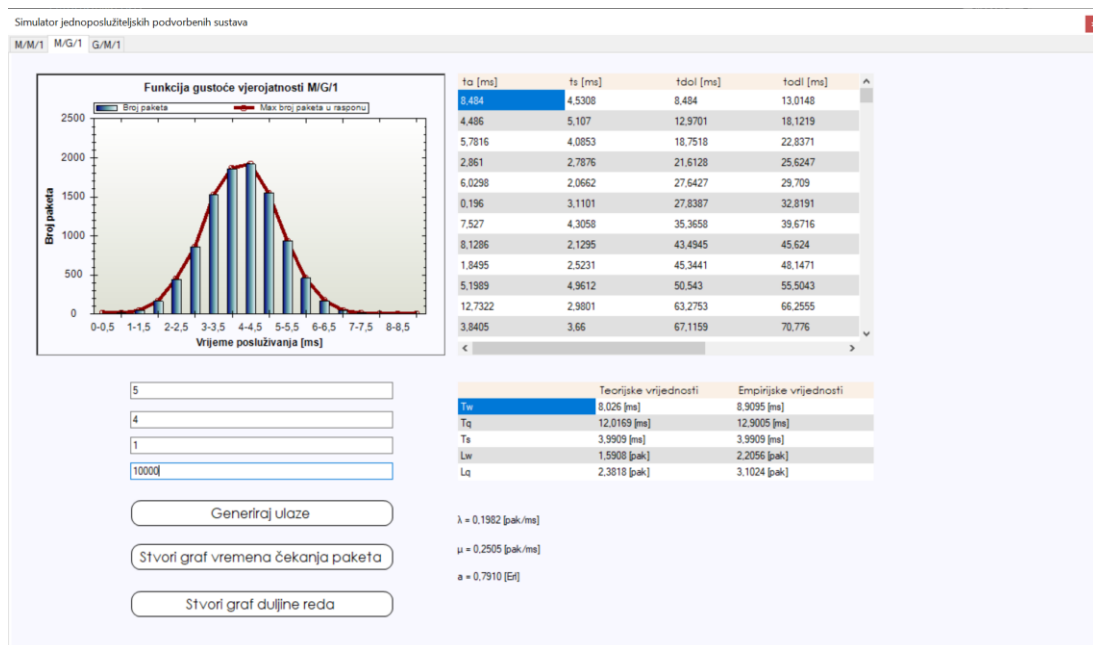 Simulator jednoposlužiteljskih podvorbenih sustava
M/M/1 M/G/1 G/M/1
Funkcija gustoće vjerojatnosti M/G/1
Broj paketa Max broj paketa u rasponu
2500
2000
1500
1000
500
0
Broj paketa
0-0,5 1-1,5 2-2,5 3-3,5 4-4,5 5-5,5 6-6,5 7-7,5 8-8,5
Vrijeme posluživanja [ms]
ta [ms] ts [ms] tdol [ms] todl [ms]
8,484 4,5308 8,484 13,0148
4,486 5,107 12,9701 18,1219
5,7816 4,0853 18,7518 22,8371
2,861 2,7876 21,6128 25,6247
6,0298 2,0662 27,6427 29,709
0,196 3,1101 27,8387 32,8191
7,527 4,3058 35,3658 39,6716
8,1286 2,1295 43,4945 45,624
1,8495 2,5231 45,3441 48,1471
5,1989 4,9612 50,543 55,5043
12,7322 2,9801 63,2753 66,2555
3,8405 3,66 67,1159 70,776
5
4
1
10000
Generiraj ulaze
Stvori graf vremena čekanja paketa
Stvori graf duljine reda
Teorijske vrijednosti Empirijske vrijednosti
Tw 8,026 [ms] 8,9095 [ms]
Tq 12,0169 [ms] 12,9005 [ms]
Ts 3,9909 [ms] 3,9909 [ms]
Lw 1,5908 [pak] 2,2056 [pak]
Lq 2,3818 [pak] 3,1024 [pak]
λ = 0,1982 [pak/ms]
μ = 0,2505 [pak/ms]
a = 0,7910 [Erl]